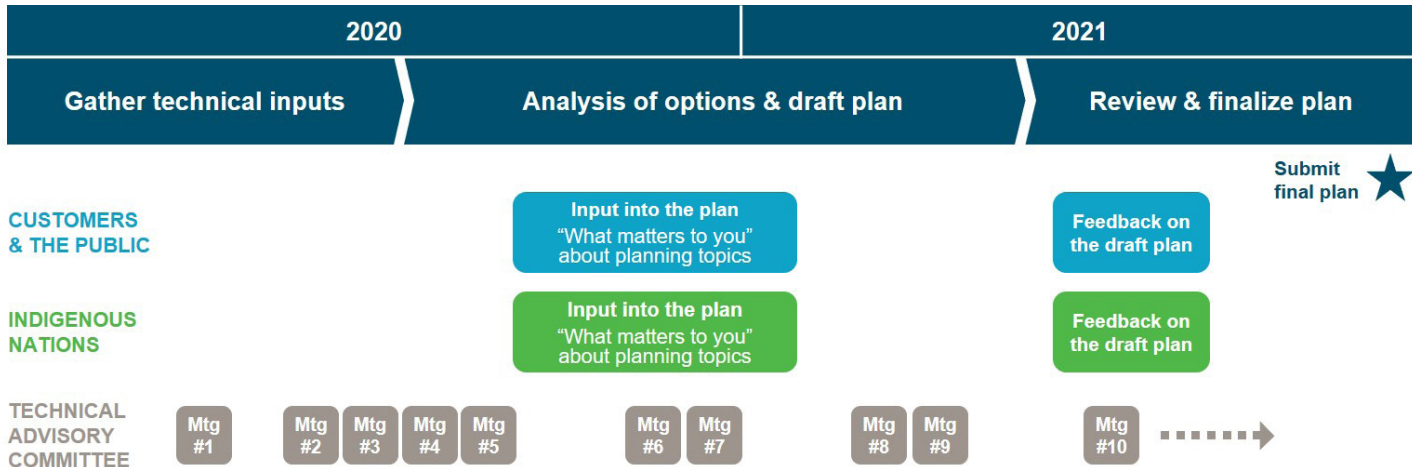 2020
2021
Gather technical inputs
Analysis of options & draft plan
Review & finalize plan
Submit
final plan
CUSTOMERS
& THE PUBLIC
Input into the plan
“What matters to you”
about planning topics
Feedback on
the draft plan
INDIGENOUS
NATIONS
Input into the plan
“What matters to you”
about planning topics
Feedback on
the draft plan
TECHNICAL
ADVISORY
COMMITTEE
Mtg
#1
Mtg
#2
Mtg
#3
Mtg
#4
Mtg
#5
Mtg
#6
Mtg
#7
Mtg
#8
Mtg
#9
Mtg
#10